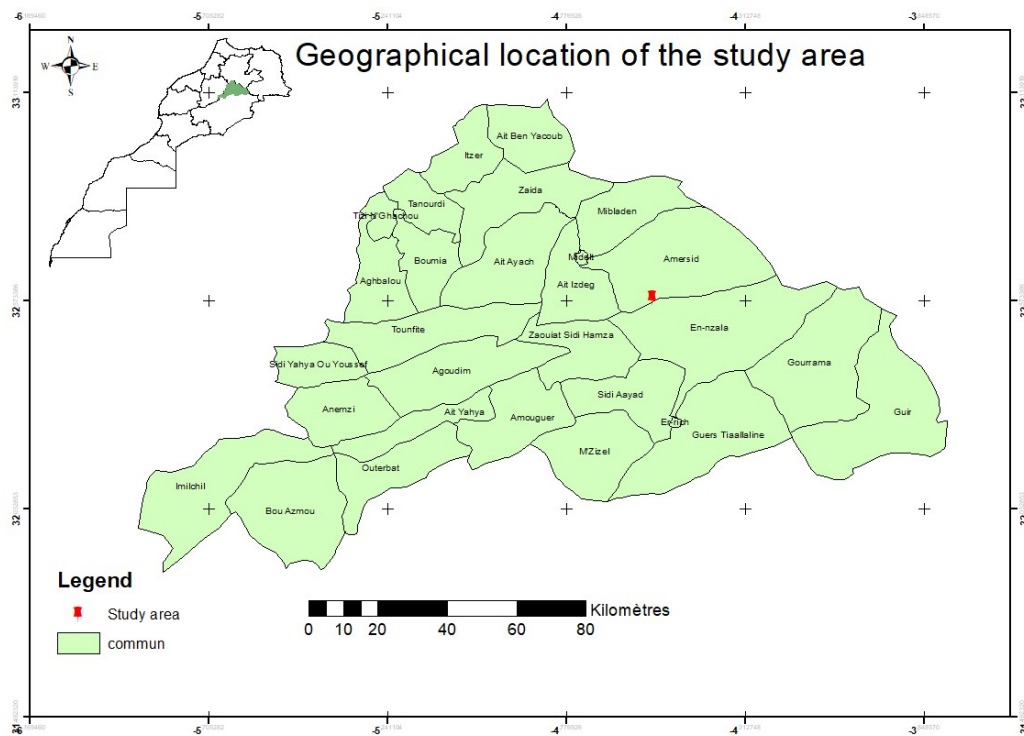 Geographical location of the study area
N
W E
S
Ait Ben Yacoub
Itzer
Zaida
Tanourdi
Mibladen
Tizi N'Ghachou
Midelt
Amersid
Boumia
Ait Ayach
Aghbalou
Ait Izdeg
Tounfite
Zaouiat Sidi Hamza
En-nzala
Sidi Yahya Ou Youssef
Agoudim
Gourrama
Sidi Aayad
Anemzi
Ait Yahya
Amouguer
Guir
Er-rich
Guers Tiaallaline
M'Zizel
Outerbat
Imilchil
Bou Azmou
Legend
Study area
commun
Kilomètres
0 10 20 40 60 80